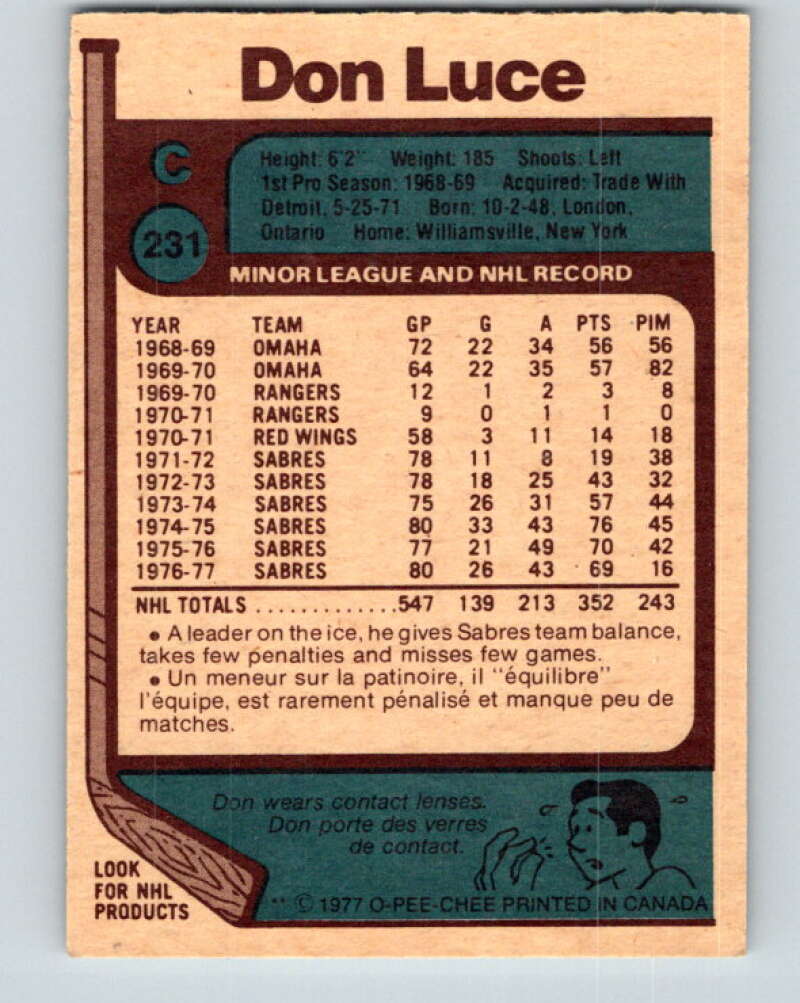 Don Luce
C
231
Height: 6'2" Weight: 185 Shoots: Left
1st Pro Season: 1968-69 Acquired: Trade With
Detroit, 5-25-71 Born: 10-2-48, London,
Ontario Home: Williamsville, New York
MINOR LEAGUE AND NHL RECORD
YEAR TEAM GP G A PTS PIM
1968-69 OMAHA 72 22 34 56 56
1969-70 OMAHA 64 22 35 57 82
1969-70 RANGERS 12 1 2 3 8
1970-71 RANGERS 9 0 1 1 0
1970-71 RED WINGS 58 3 11 14 18
1971-72 SABRES 78 11 8 19 38
1972-73 SABRES 78 18 25 43 32
1973-74 SABRES 75 26 31 57 44
1974-75 SABRES 80 33 43 76 45
1975-76 SABRES 77 21 49 70 42
1976-77 SABRES 80 26 43 69 16
NHL TOTALS .............547 139 213 352 243
• A leader on the ice, he gives Sabres team balance,
takes few penalties and misses few games.
• Un meneur sur la patinoire, il "équilibre"
l'équipe, est rarement pénalisé et manque peu de
matches.
Don wears contact lenses.
Don porte des verres
de contact.
LOOK
FOR NHL
PRODUCTS
** © 1977 O-PEE-CHEE PRINTED IN CANADA